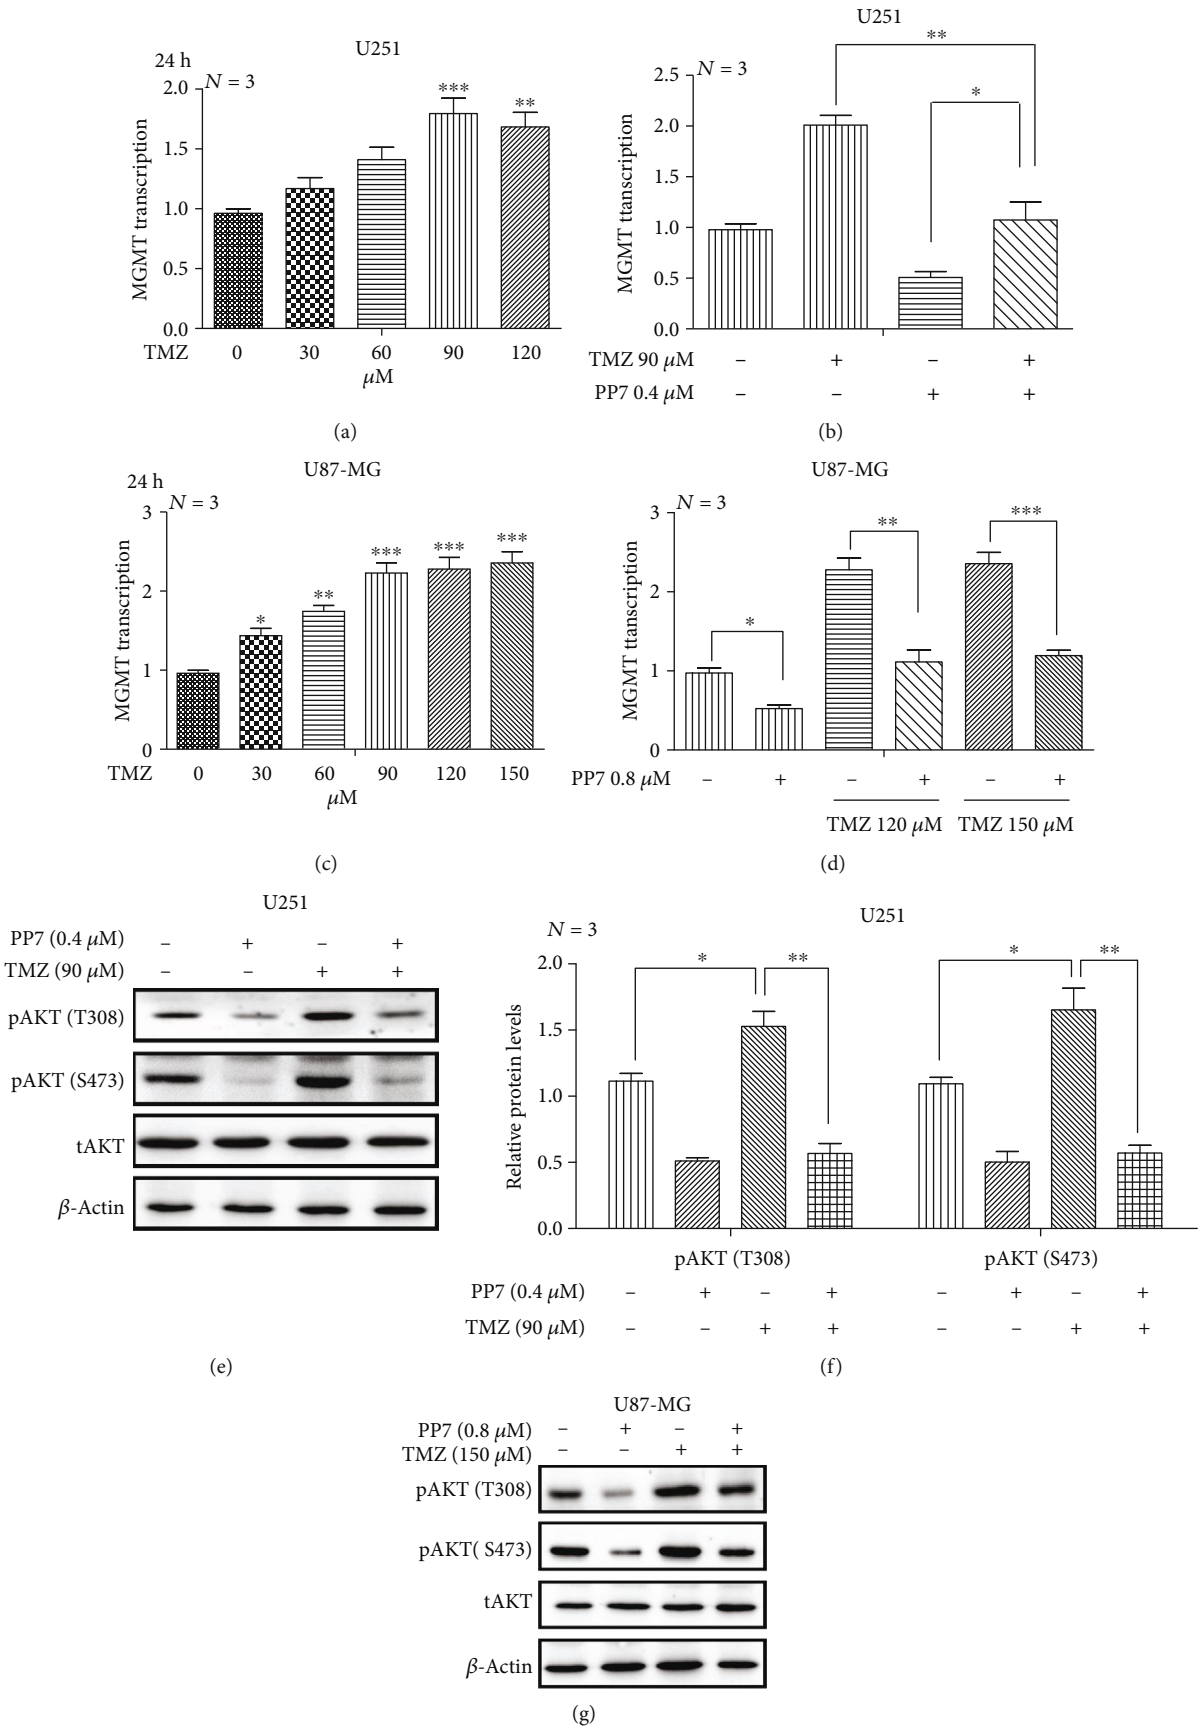 U251
24 h
N = 3
***
**
2.0
1.5
1.0
0.5
0.0
MGMT transcription
TMZ 0 30 60 90 120
μM
(a)
U251
N = 3
**
*
2.5
2.0
1.5
1.0
0.5
0.0
MGMT ttanscription
TMZ 90 μM – + – +
PP7 0.4 μM – – + +
(b)
U87-MG
24 h
N = 3
* ** *** *** ***
3
2
1
0
MGMT transcription
TMZ 0 30 60 90 120 150
μM
(c)
U87-MG
N = 3
* ** ***
3
2
1
0
MGMT ttanscription
PP7 0.8 μM – + – + – +
TMZ 120 μM TMZ 150 μM
(d)
U251
PP7 (0.4 μM) – + – +
TMZ (90 μM) – – + +
pAKT (T308)
pAKT (S473)
tAKT
β-Actin
(e)
U251
N = 3
* ** * **
2.0
1.5
1.0
0.5
0.0
Relative protein levels
pAKT (T308) pAKT (S473)
PP7 (0.4 μM) – + – + – + – +
TMZ (90 μM) – – + + – – + +
(f)
U87-MG
PP7 (0.8 μM) – + – +
TMZ (150 μM) – – + +
pAKT (T308)
pAKT( S473)
tAKT
β-Actin
(g)